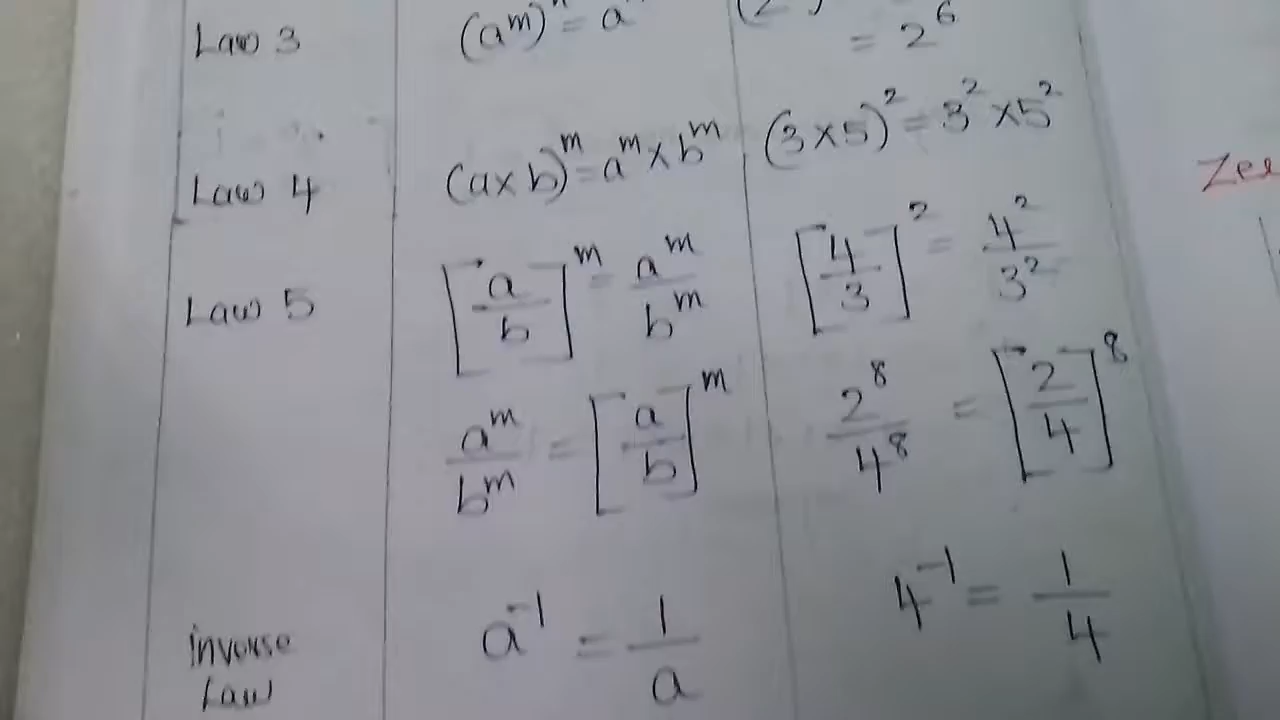 Law 3 (a^m)^n = a
= 2^6
Law 4 (a×b)^m = a^m × b^m (3×5)^2 = 3^2 × 5^2
Law 5 [a/b]^m = a^m/b^m [4/3]^2 = 4^2/3^2
a^m/b^m = [a/b]^m 2^8/4^8 = [2/4]^8
inverse a^-1 = 1/a 4^-1 = 1/4
Law